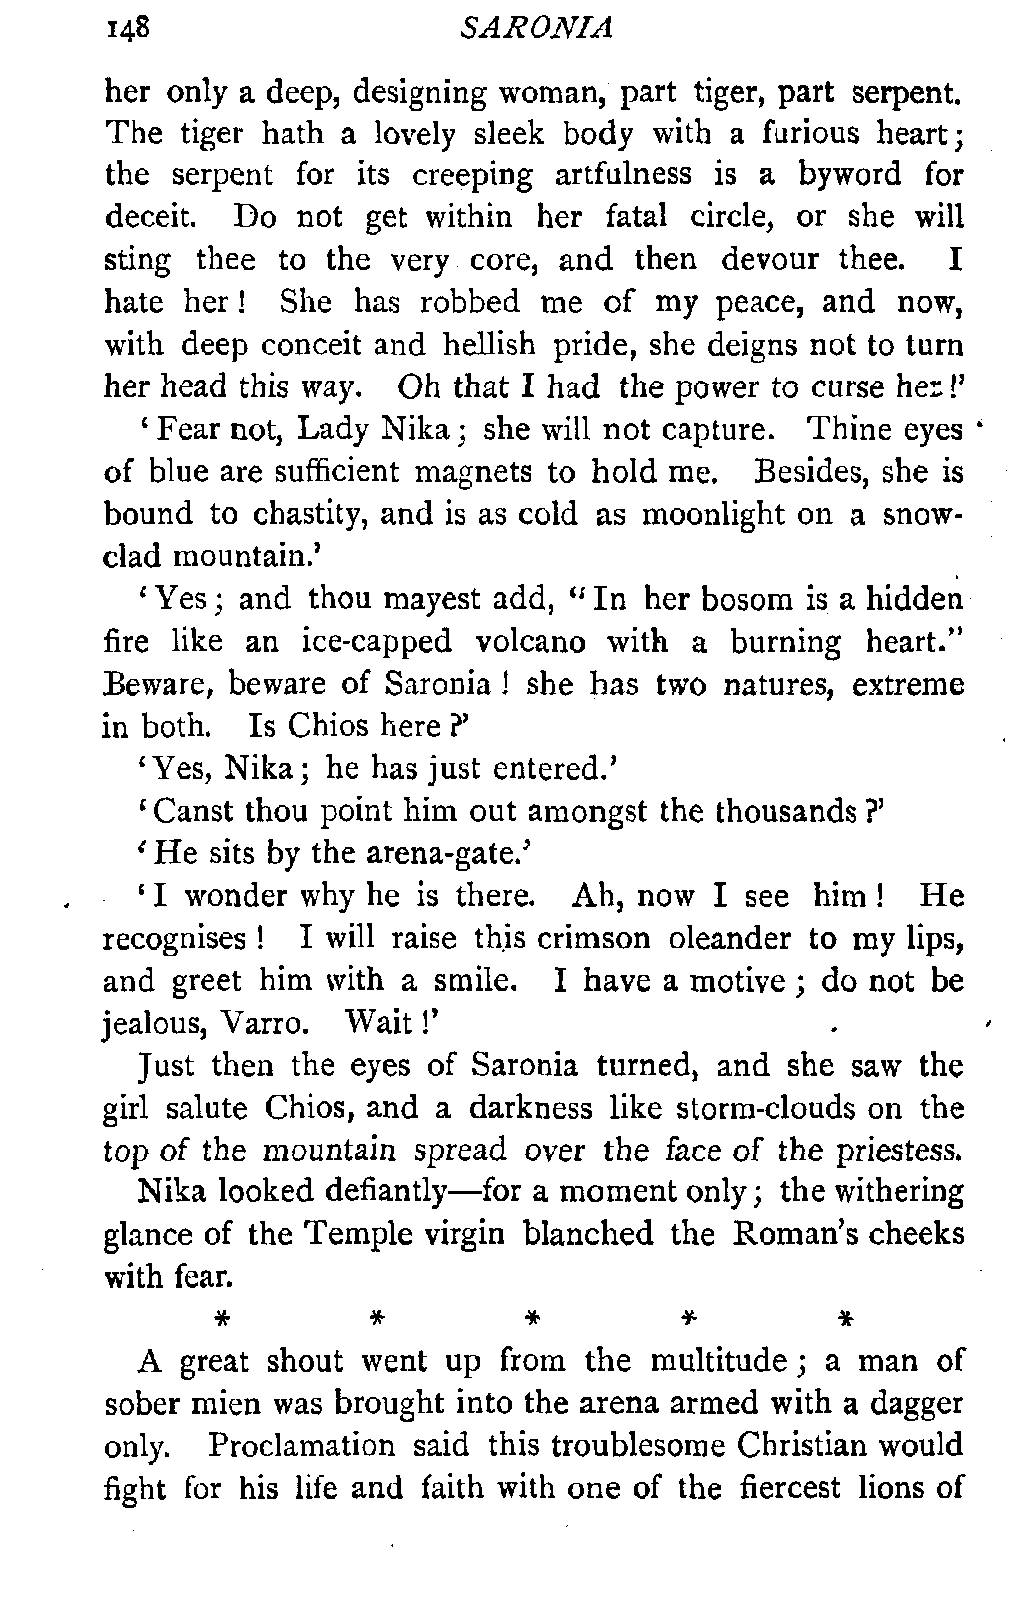 148 SARONIA
her only a deep, designing woman, part tiger, part serpent.
The tiger hath a lovely sleek body with a furious heart;
the serpent for its creeping artfulness is a byword for
deceit. Do not get within her fatal circle, or she will
sting thee to the very core, and then devour thee. I
hate her! She has robbed me of my peace, and now,
with deep conceit and hellish pride, she deigns not to turn
her head this way. Oh that I had the power to curse her!'
'Fear not, Lady Nika; she will not capture. Thine eyes
of blue are sufficient magnets to hold me. Besides, she is
bound to chastity, and is as cold as moonlight on a snow-
clad mountain.'
'Yes; and thou mayest add, "In her bosom is a hidden
fire like an ice-capped volcano with a burning heart."
Beware, beware of Saronia! she has two natures, extreme
in both. Is Chios here?'
'Yes, Nika; he has just entered.'
'Canst thou point him out amongst the thousands?'
'He sits by the arena-gate.'
'I wonder why he is there. Ah, now I see him! He
recognises! I will raise this crimson oleander to my lips,
and greet him with a smile. I have a motive; do not be
jealous, Varro. Wait!'
Just then the eyes of Saronia turned, and she saw the
girl salute Chios, and a darkness like storm-clouds on the
top of the mountain spread over the face of the priestess.
Nika looked defiantly—for a moment only; the withering
glance of the Temple virgin blanched the Roman's cheeks
with fear.
* * * * *
A great shout went up from the multitude; a man of
sober mien was brought into the arena armed with a dagger
only. Proclamation said this troublesome Christian would
fight for his life and faith with one of the fiercest lions of